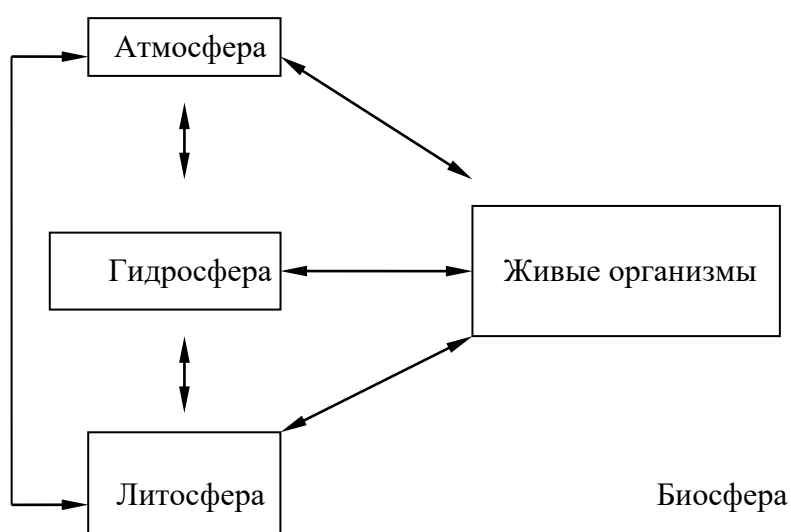 Атмосфера
Гидросфера
Живые организмы
Литосфера
Биосфера